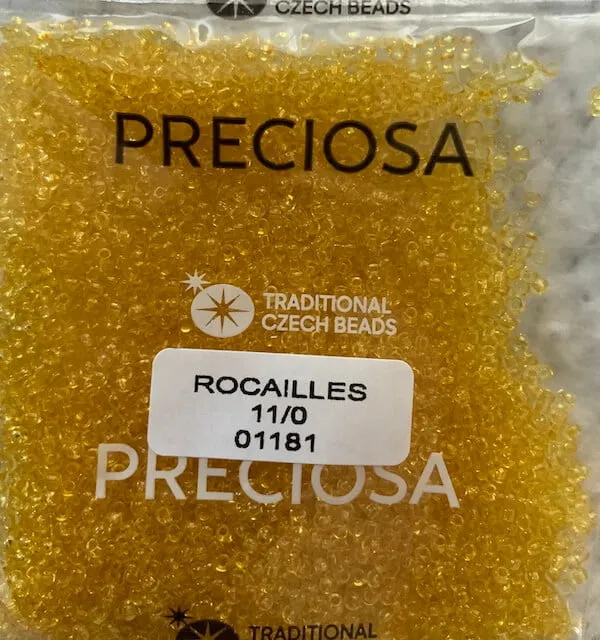 CZECH BEADS
PRECIOSA
TRADITIONAL
CZECH BEADS
ROCAILLES
11/0
01181
PRECIOSA
TRADITIONAL